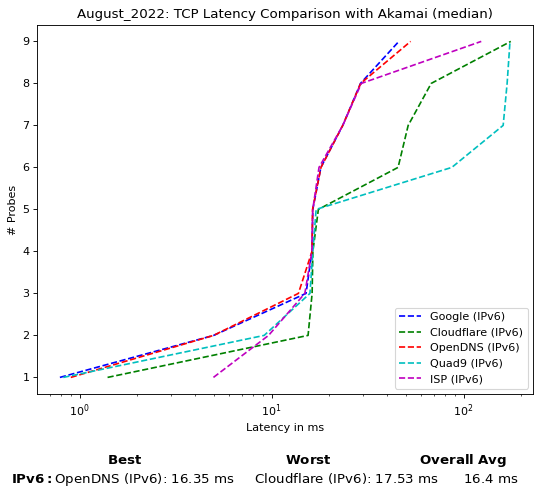 August_2022: TCP Latency Comparison with Akamai (median)
9
8
7
6
5
4
3
2
1
# Probes
Google (IPv6)
Cloudflare (IPv6)
OpenDNS (IPv6)
Quad9 (IPv6)
ISP (IPv6)
10⁰ 10¹ 10²
Latency in ms
Best Worst Overall Avg
IPv6: OpenDNS (IPv6): 16.35 ms Cloudflare (IPv6): 17.53 ms 16.4 ms